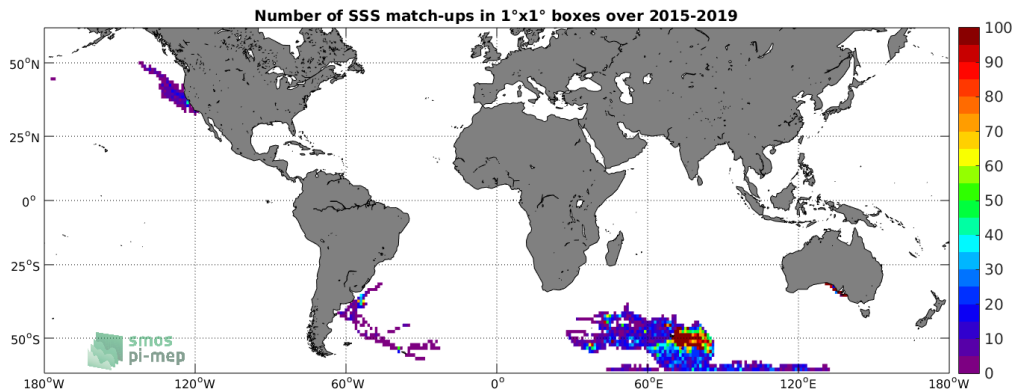 Number of SSS match-ups in 1°x1° boxes over 2015-2019
50°N
25°N
0°
25°S
50°S
180°W 120°W 60°W 0° 60°E 120°E 180°W
100
90
80
70
60
50
40
30
20
10
0
smos
pi-mep